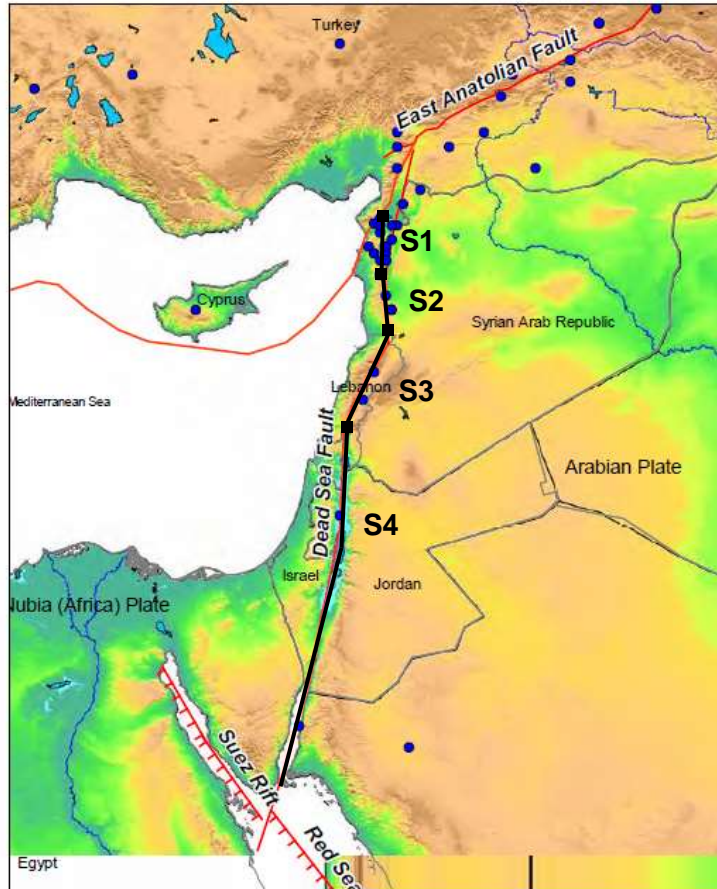 Turkey
East Anatolian Fault
S1
Cyprus
S2
Syrian Arab Republic
Mediterranean Sea
Lebanon
S3
Dead Sea Fault
Arabian Plate
S4
Israel
Jordan
Nubia (Africa) Plate
Suez Rift
Red Sea
Egypt